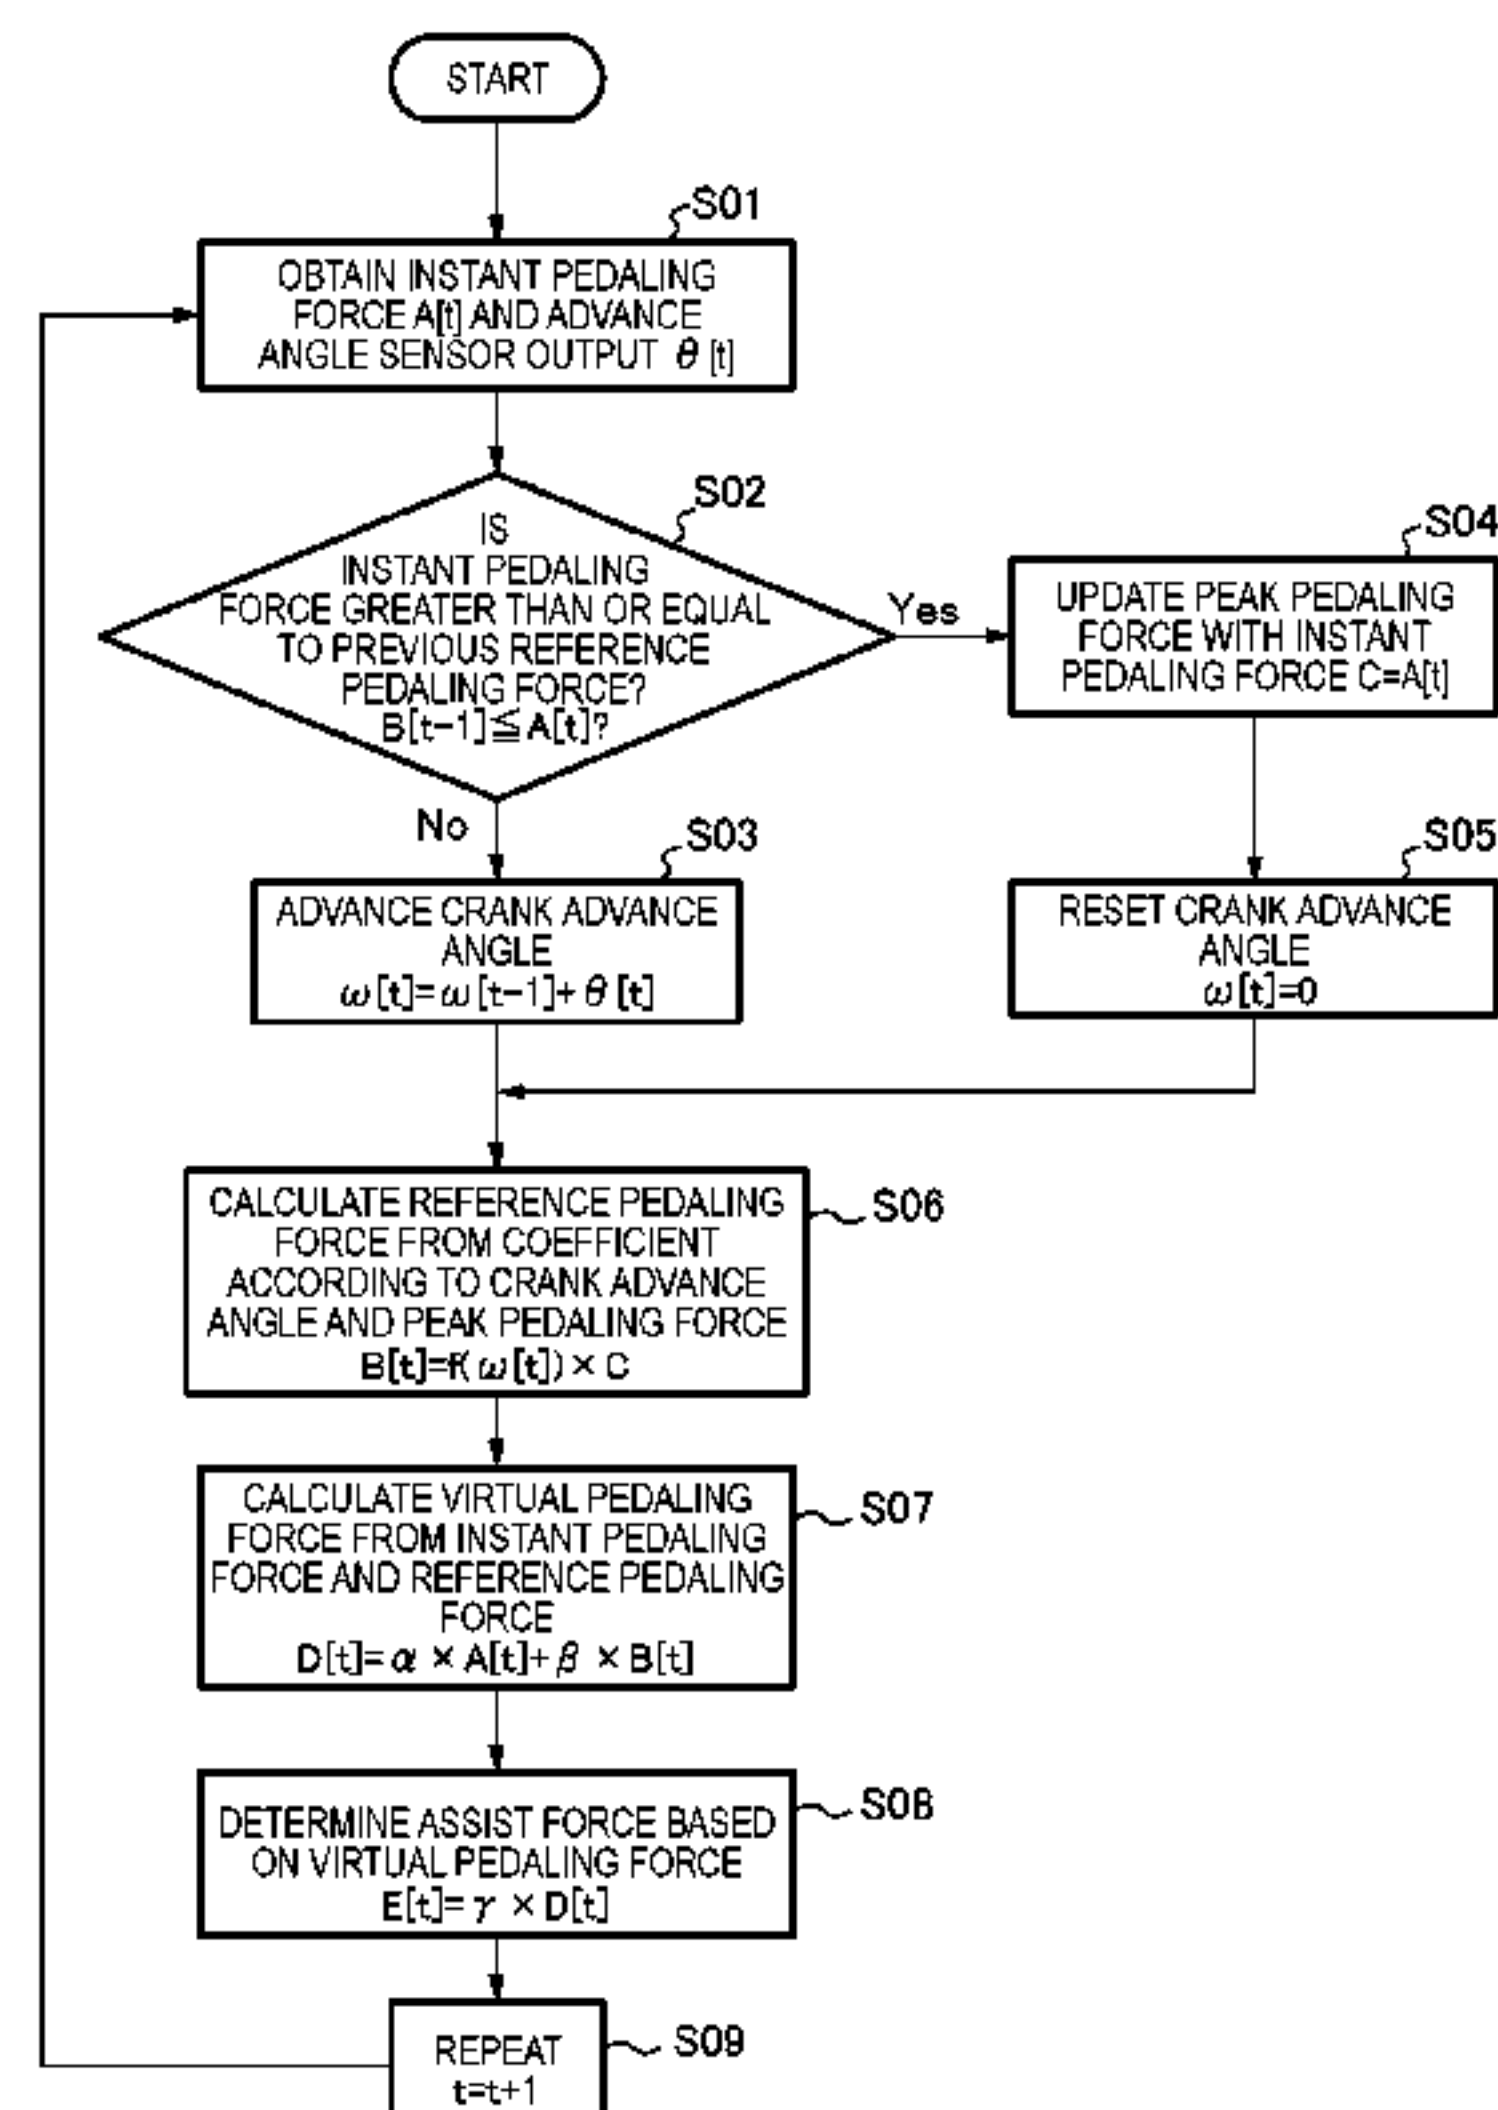 START
S01
OBTAIN INSTANT PEDALING
FORCE A[t] AND ADVANCE
ANGLE SENSOR OUTPUT θ [t]
S02
IS
INSTANT PEDALING
FORCE GREATER THAN OR EQUAL
TO PREVIOUS REFERENCE
PEDALING FORCE?
B[t-1]≦A[t]?
Yes
No
S04
UPDATE PEAK PEDALING
FORCE WITH INSTANT
PEDALING FORCE C=A[t]
S03
ADVANCE CRANK ADVANCE
ANGLE
ω[t]=ω[t-1]+θ[t]
S05
RESET CRANK ADVANCE
ANGLE
ω[t]=0
S06
CALCULATE REFERENCE PEDALING
FORCE FROM COEFFICIENT
ACCORDING TO CRANK ADVANCE
ANGLE AND PEAK PEDALING FORCE
B[t]=f(ω[t])×C
S07
CALCULATE VIRTUAL PEDALING
FORCE FROM INSTANT PEDALING
FORCE AND REFERENCE PEDALING
FORCE
D[t]=α×A[t]+β×B[t]
S08
DETERMINE ASSIST FORCE BASED
ON VIRTUAL PEDALING FORCE
E[t]=γ×D[t]
S09
REPEAT
t=t+1